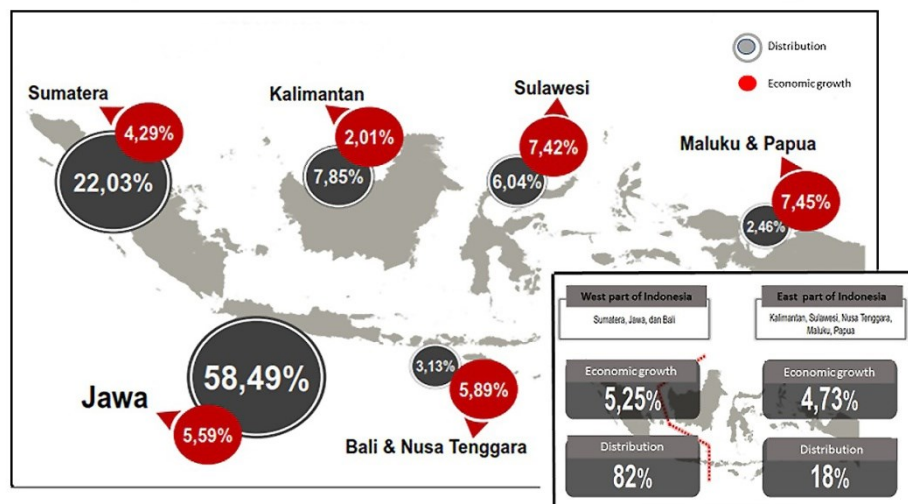 Distribution
Economic growth
Sumatera
4,29%
22,03%
Kalimantan
2,01%
7,85%
Sulawesi
7,42%
6,04%
Maluku & Papua
7,45%
2,46%
Jawa
58,49%
5,59%
3,13%
5,89%
Bali & Nusa Tenggara
West part of Indonesia
Sumatera, Jawa, dan Bali
East part of Indonesia
Kalimantan, Sulawesi, Nusa Tenggara,
Maluku, Papua
Economic growth
5,25%
Economic growth
4,73%
Distribution
82%
Distribution
18%